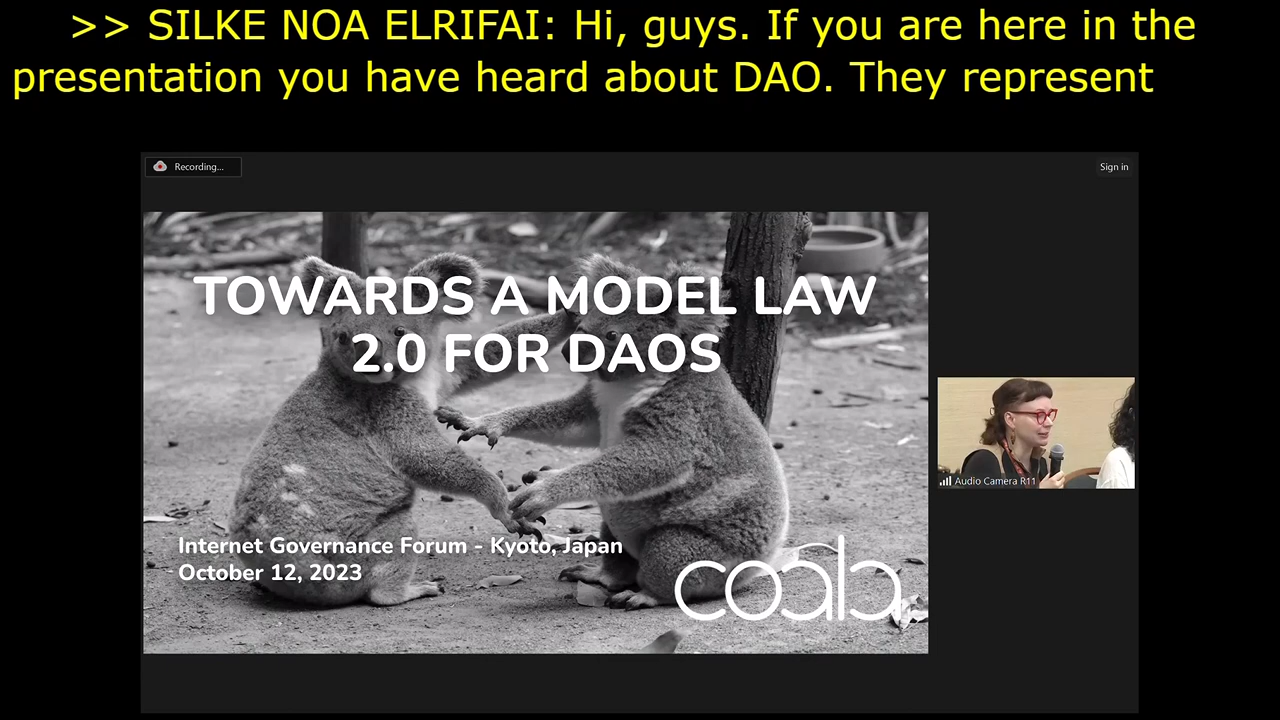 >> SILKE NOA ELRIFAI: Hi, guys. If you are here in the
presentation you have heard about DAO. They represent
Recording...
Sign in
TOWARDS A MODEL LAW
2.0 FOR DAOS
Audio Camera R11
Internet Governance Forum - Kyoto, Japan
October 12, 2023
coala